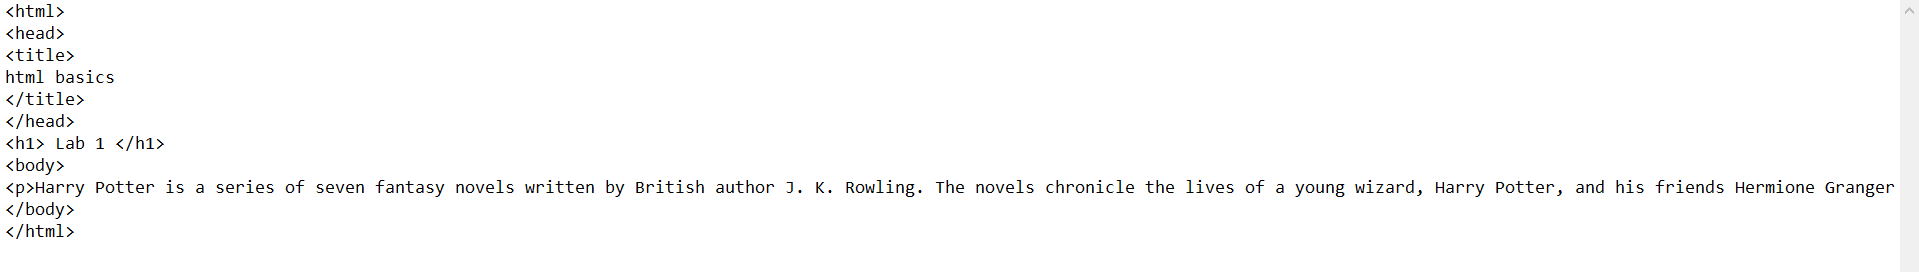 <html>
<head>
<title>
html basics
</title>
</head>
<h1> Lab 1 </h1>
<body>
<p>Harry Potter is a series of seven fantasy novels written by British author J. K. Rowling. The novels chronicle the lives of a young wizard, Harry Potter, and his friends Hermione Granger
</body>
</html>